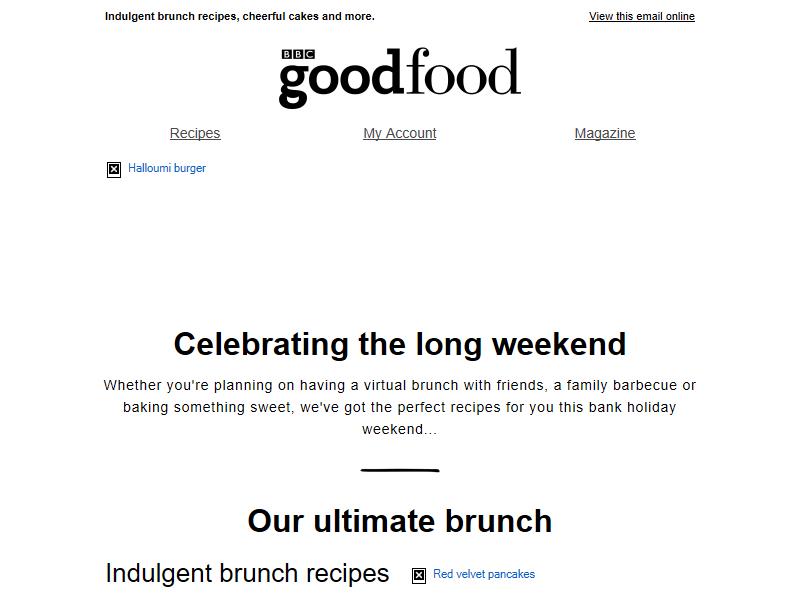 Indulgent brunch recipes, cheerful cakes and more.
View this email online
BBC
goodfood
Recipes
My Account
Magazine
Halloumi burger
Celebrating the long weekend
Whether you're planning on having a virtual brunch with friends, a family barbecue or
baking something sweet, we've got the perfect recipes for you this bank holiday
weekend...
Our ultimate brunch
Indulgent brunch recipes
Red velvet pancakes